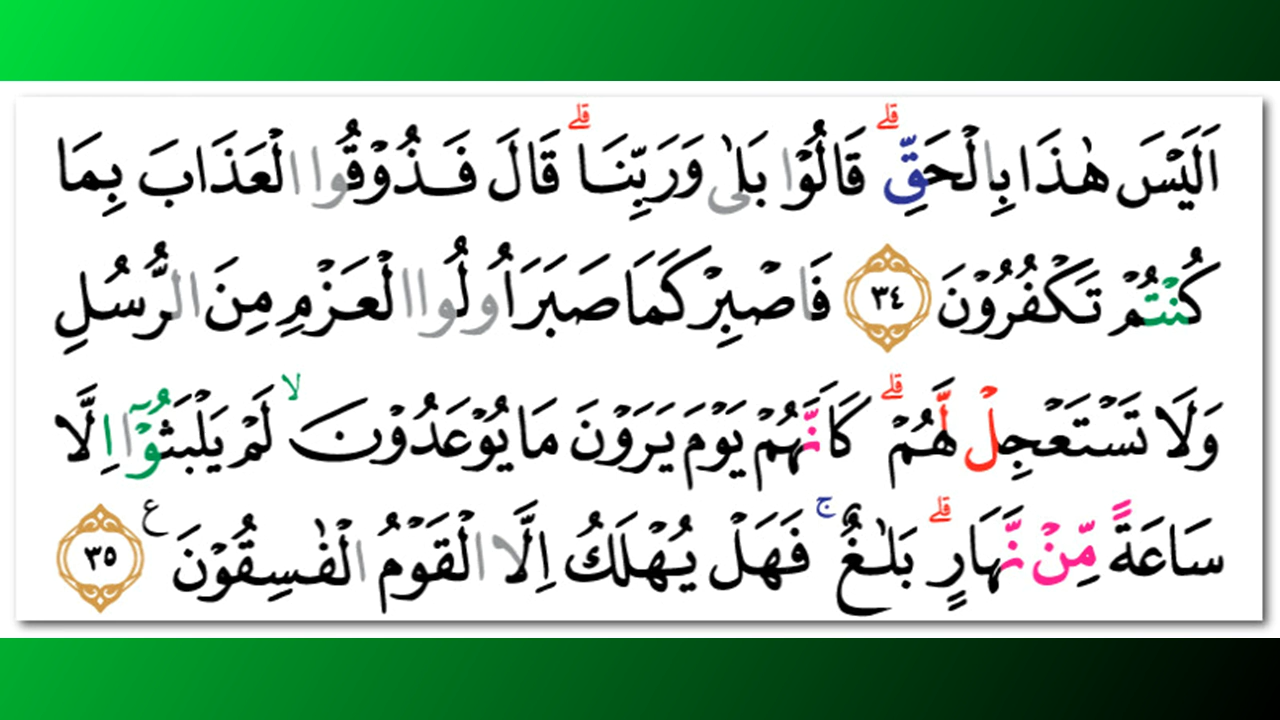 اَلَيْسَ هٰذَا بِالْحَقِّ ۗ قَالُوْا بَلٰى وَرَبِّنَا ۗ قَالَ فَذُوْقُوا الْعَذَابَ بِمَا
كُنْتُمْ تَكْفُرُوْنَ ٣٤ فَاصْبِرْ كَمَا صَبَرَ اُولُوا الْعَزْمِ مِنَ الرُّسُلِ
وَلَا تَسْتَعْجِلْ لَّهُمْ ۗ كَاَنَّهُمْ يَوْمَ يَرَوْنَ مَا يُوْعَدُوْنَ ۙ لَمْ يَلْبَثُوْٓا اِلَّا
سَاعَةً مِّنْ نَّهَارٍ ۗ بَلٰغٌ ۚ فَهَلْ يُهْلَكُ اِلَّا الْقَوْمُ الْفٰسِقُوْنَ ࣖ ٣٥